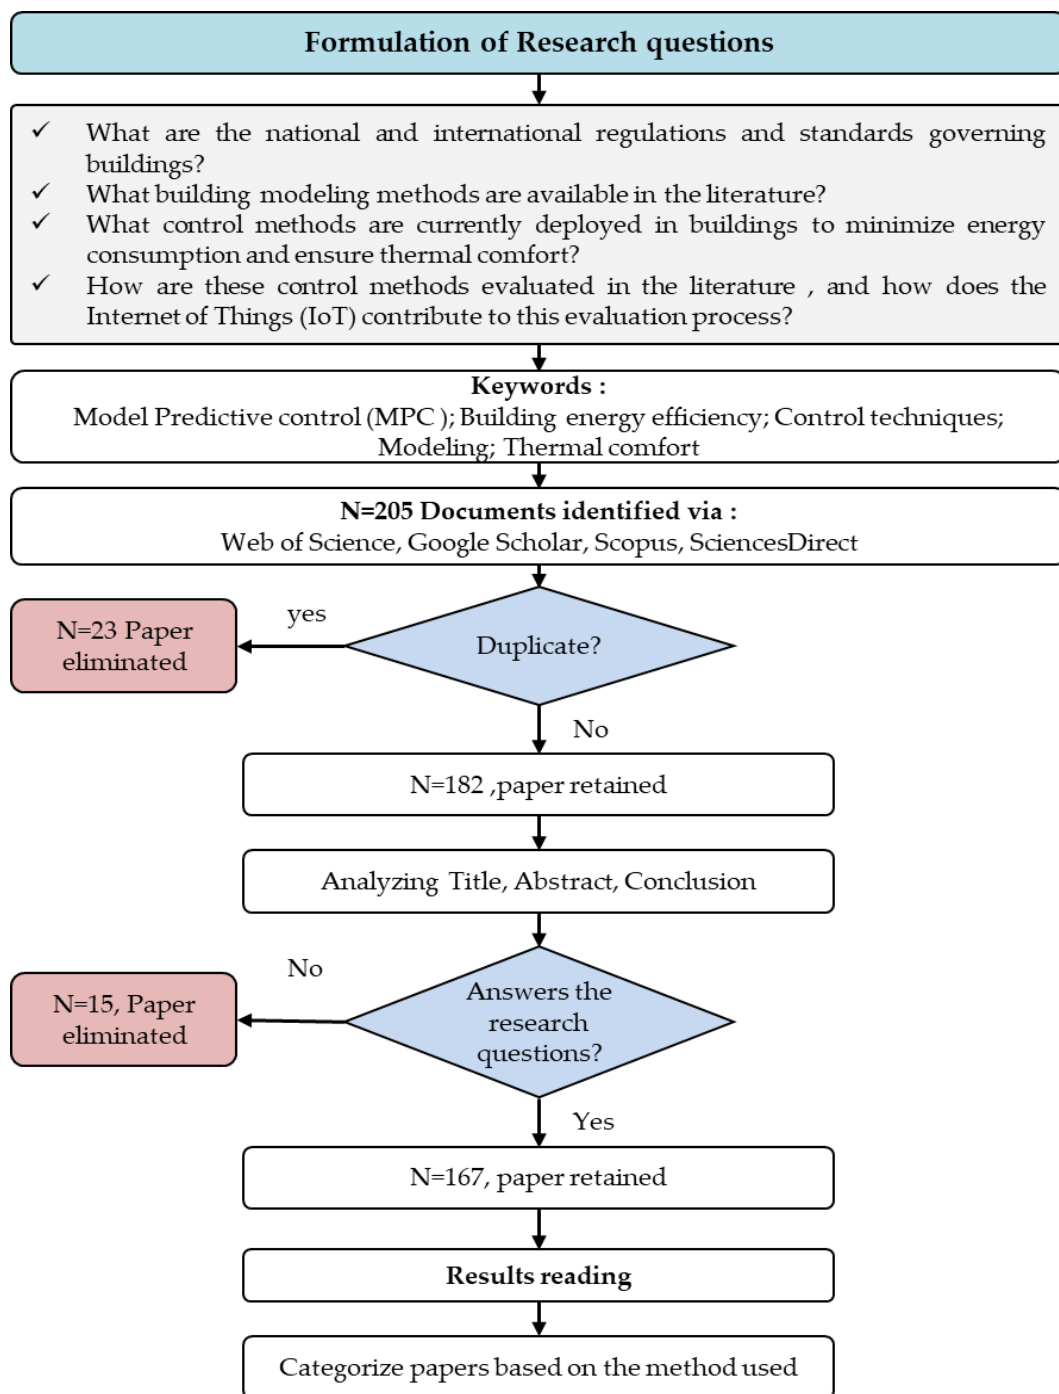 Formulation of Research questions
✓ What are the national and international regulations and standards governing
buildings?
✓ What building modeling methods are available in the literature?
✓ What control methods are currently deployed in buildings to minimize energy
consumption and ensure thermal comfort?
✓ How are these control methods evaluated in the literature , and how does the
Internet of Things (IoT) contribute to this evaluation process?
Keywords :
Model Predictive control (MPC ); Building energy efficiency; Control techniques;
Modeling; Thermal comfort
N=205 Documents identified via :
Web of Science, Google Scholar, Scopus, SciencesDirect
N=23 Paper
eliminated
yes
Duplicate?
No
N=182 ,paper retained
Analyzing Title, Abstract, Conclusion
No
N=15, Paper
eliminated
Answers the
research
questions?
Yes
N=167, paper retained
Results reading
Categorize papers based on the method used